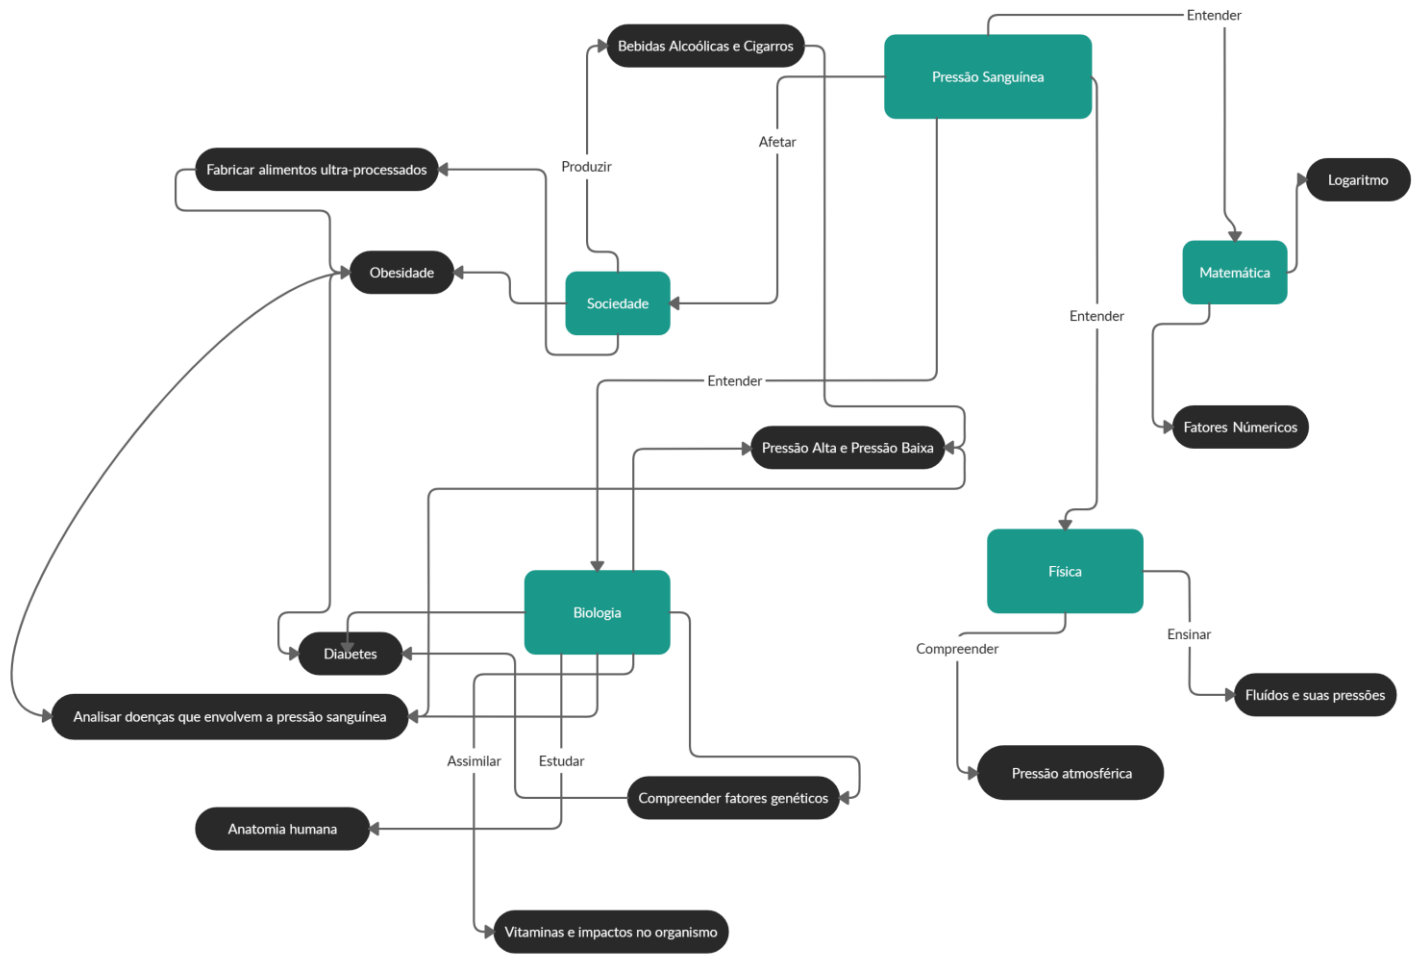 Entender
Bebidas Alcoólicas e Cigarros
Pressão Sanguínea
Afetar
Produzir
Fabricar alimentos ultra-processados
Logaritmo
Obesidade
Matemática
Sociedade
Entender
Entender
Fatores Númericos
Pressão Alta e Pressão Baixa
Física
Biologia
Ensinar
Compreender
Diabetes
Fluídos e suas pressões
Analisar doenças que envolvem a pressão sanguínea
Assimilar
Estudar
Pressão atmosférica
Compreender fatores genéticos
Anatomia humana
Vitaminas e impactos no organismo